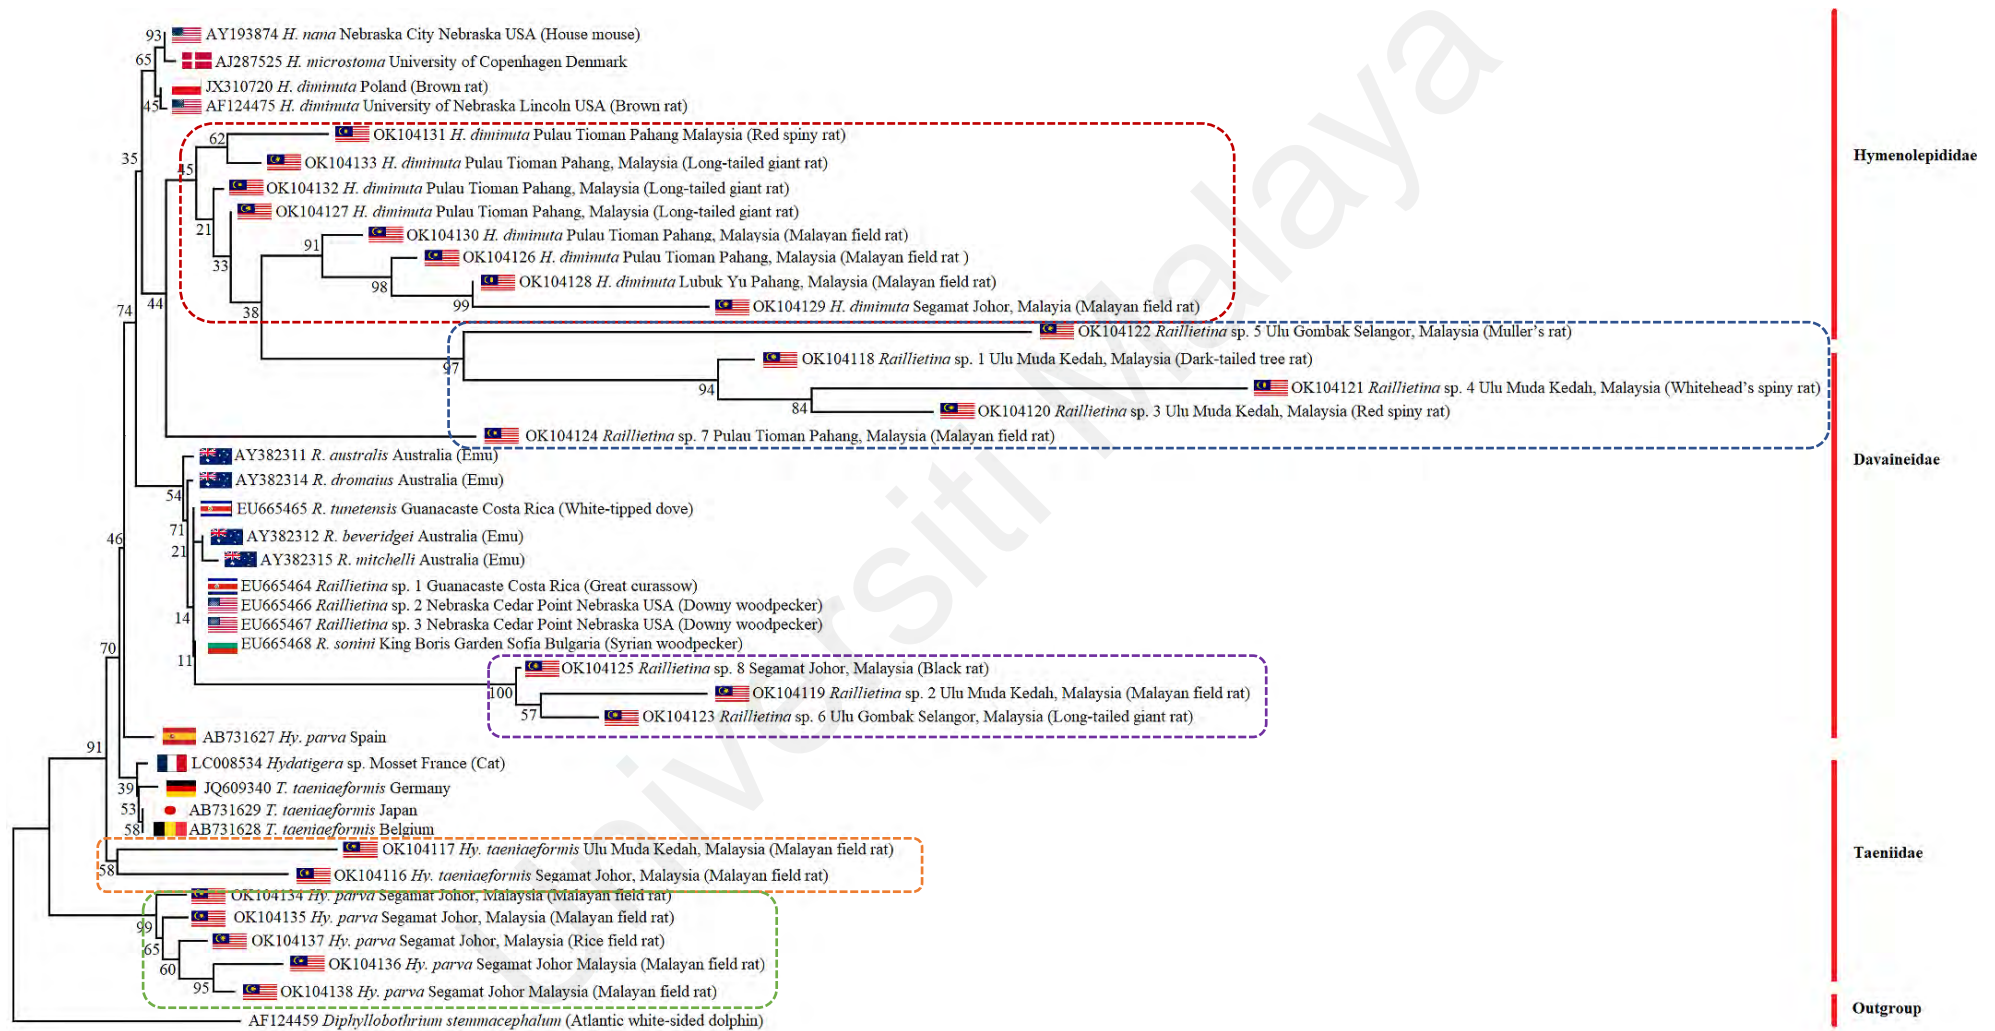 93
AY193874 H. nana Nebraska City Nebraska USA (House mouse)
65
AJ287525 H. microstoma University of Copenhagen Denmark
JX310720 H. diminuta Poland (Brown rat)
45
AF124475 H. diminuta University of Nebraska Lincoln USA (Brown rat)
62
OK104131 H. diminuta Pulau Tioman Pahang Malaysia (Red spiny rat)
Hymenolepididae
35
45
OK104133 H. diminuta Pulau Tioman Pahang, Malaysia (Long-tailed giant rat)
OK104132 H. diminuta Pulau Tioman Pahang, Malaysia (Long-tailed giant rat)
OK104127 H. diminuta Pulau Tioman Pahang, Malaysia (Long-tailed giant rat)
21
OK104130 H. diminuta Pulau Tioman Pahang, Malaysia (Malayan field rat)
91
33
OK104126 H. diminuta Pulau Tioman Pahang, Malaysia (Malayan field rat )
98
OK104128 H. diminuta Lubuk Yu Pahang, Malaysia (Malayan field rat)
74
44
38
99
OK104129 H. diminuta Segamat Johor, Malayia (Malayan field rat)
OK104122 Raillietina sp. 5 Ulu Gombak Selangor, Malaysia (Muller's rat)
97
OK104118 Raillietina sp. 1 Ulu Muda Kedah, Malaysia (Dark-tailed tree rat)
94
OK104121 Raillietina sp. 4 Ulu Muda Kedah, Malaysia (Whitehead's spiny rat)
84
OK104120 Raillietina sp. 3 Ulu Muda Kedah, Malaysia (Red spiny rat)
OK104124 Raillietina sp. 7 Pulau Tioman Pahang, Malaysia (Malayan field rat)
AY382311 R. australis Australia (Emu)
Davaineidae
54
AY382314 R. dromaius Australia (Emu)
EU665465 R. tunetensis Guanacaste Costa Rica (White-tipped dove)
71
46
AY382312 R. beveridgei Australia (Emu)
21
AY382315 R. mitchelli Australia (Emu)
EU665464 Raillietina sp. 1 Guanacaste Costa Rica (Great curassow)
EU665466 Raillietina sp. 2 Nebraska Cedar Point Nebraska USA (Downy woodpecker)
14
EU665467 Raillietina sp. 3 Nebraska Cedar Point Nebraska USA (Downy woodpecker)
70
EU665468 R. sonini King Boris Garden Sofia Bulgaria (Syrian woodpecker)
11
OK104125 Raillietina sp. 8 Segamat Johor, Malaysia (Black rat)
100
OK104119 Raillietina sp. 2 Ulu Muda Kedah, Malaysia (Malayan field rat)
57
OK104123 Raillietina sp. 6 Ulu Gombak Selangor, Malaysia (Long-tailed giant rat)
AB731627 Hy. parva Spain
91
LC008534 Hydatigera sp. Mosset France (Cat)
39
JQ609340 T. taeniaeformis Germany
53
AB731629 T. taeniaeformis Japan
58
AB731628 T. taeniaeformis Belgium
OK104117 Hy. taeniaeformis Ulu Muda Kedah, Malaysia (Malayan field rat)
Taeniidae
58
OK104116 Hy. taeniaeformis Segamat Johor, Malaysia (Malayan field rat)
OK104134 Hy. parva Segamat Johor, Malaysia (Malayan field rat)
99
OK104135 Hy. parva Segamat Johor, Malaysia (Malayan field rat)
65
OK104137 Hy. parva Segamat Johor, Malaysia (Rice field rat)
60
OK104136 Hy. parva Segamat Johor Malaysia (Malayan field rat)
95
OK104138 Hy. parva Segamat Johor Malaysia (Malayan field rat)
Outgroup
AF124459 Diphyllobothrium stemmacephalum (Atlantic white-sided dolphin)
Universiti Malaya